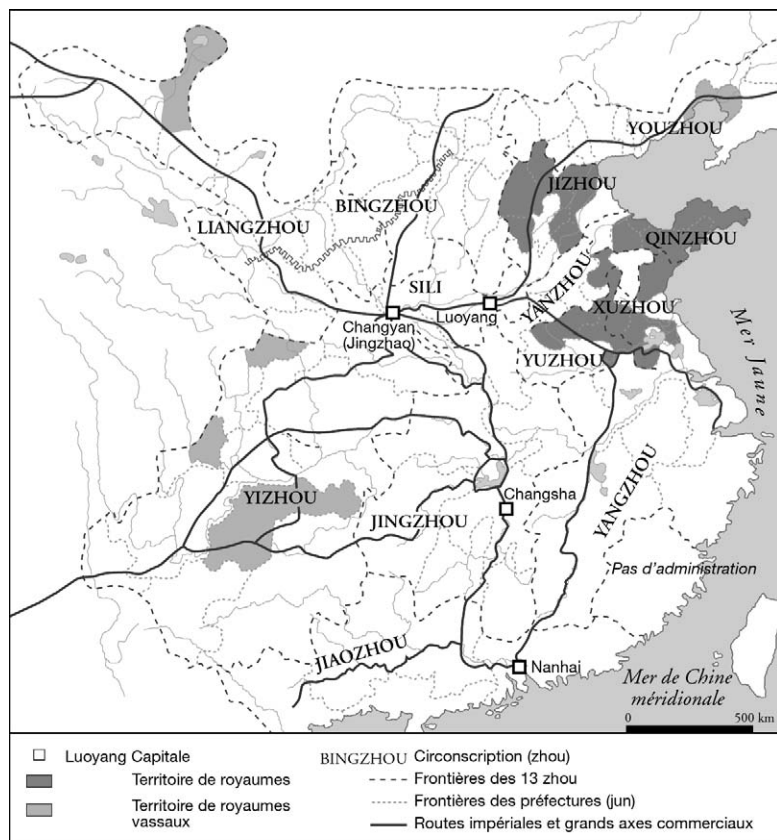 YOUZHOU
JIZHOU
BINGZHOU
LIANGZHOU
QINZHOU
SILI
YANZHOU
XUZHOU
Luoyang
Changyan
(Jingzhao)
YUZHOU
Mer Jaune
YIZHOU
Changsha
JINGZHOU
YANGZHOU
Pas d'administration
JIAOZHOU
Nanhai
Mer de Chine
méridionale
0 500 km
Luoyang Capitale
Territoire de royaumes
Territoire de royaumes
vassaux
BINGZHOU Circonscription (zhou)
Frontières des 13 zhou
Frontières des préfectures (jun)
Routes impériales et grands axes commerciaux